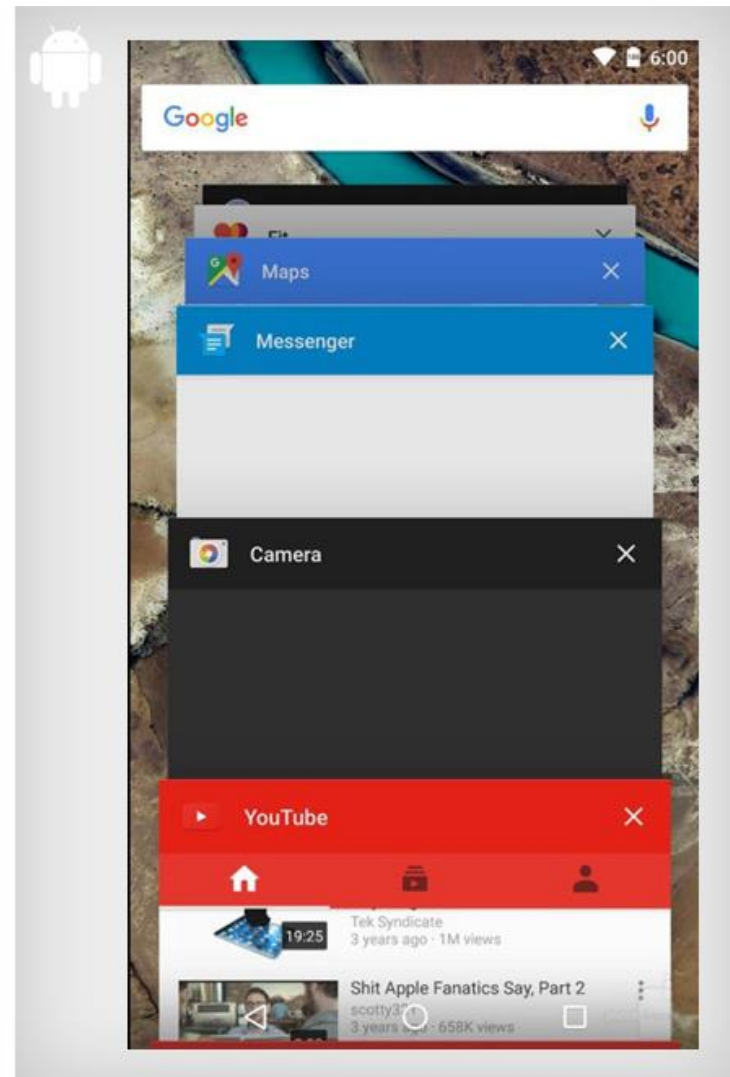 6:00
Google
Fit
Maps
Messenger
Camera
YouTube
Tek Syndicate
19:25
3 years ago · 1M views
Shit Apple Fanatics Say, Part 2
3 years ago · 658K views